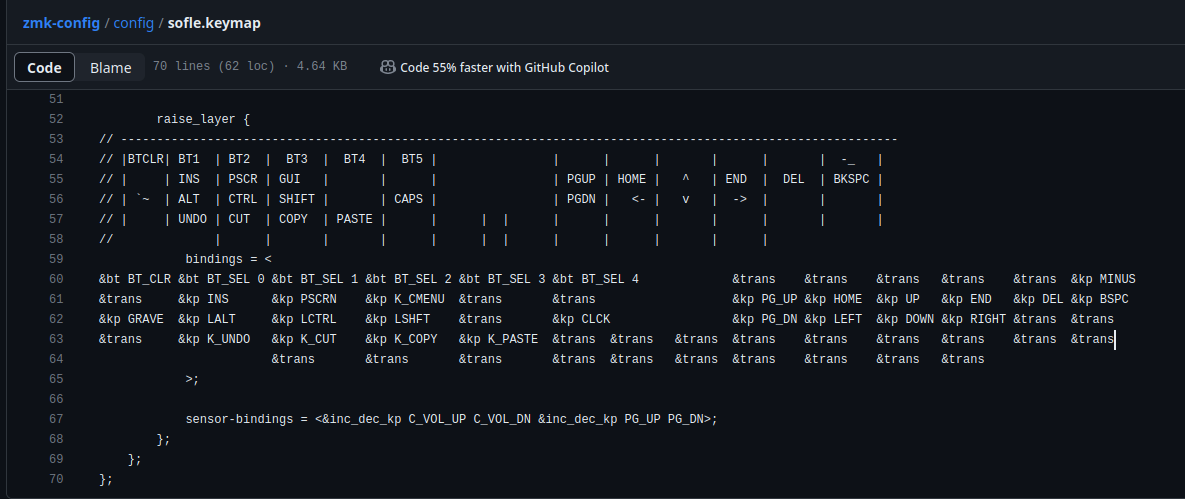 zmk-config / config / sofle.keymap
Code Blame 70 lines (62 loc) · 4.64 KB Code 55% faster with GitHub Copilot
51
52 raise_layer {
53 // ------------------------------------------------------------------------------------------------------------
54 // |BTCLR| BT1 | BT2 | BT3 | BT4 | BT5 | | | | | | -_ |
55 // | | INS | PSCR | GUI | | | | PGUP | HOME | ^ | END | DEL | BKSPC |
56 // | `~ | ALT | CTRL | SHIFT | | CAPS | | PGDN | <- | v | -> | | |
57 // | | UNDO | CUT | COPY | PASTE | | | | | | | | | |
58 // | | | | | | | | | | |
59 bindings = <
60 &bt BT_CLR &bt BT_SEL 0 &bt BT_SEL 1 &bt BT_SEL 2 &bt BT_SEL 3 &bt BT_SEL 4 &trans &trans &trans &trans &trans &kp MINUS
61 &trans &kp INS &kp PSCRN &kp K_CMENU &trans &trans &kp PG_UP &kp HOME &kp UP &kp END &kp DEL &kp BSPC
62 &kp GRAVE &kp LALT &kp LCTRL &kp LSHFT &trans &kp CLCK &kp PG_DN &kp LEFT &kp DOWN &kp RIGHT &trans &trans
63 &trans &kp K_UNDO &kp K_CUT &kp K_COPY &kp K_PASTE &trans &trans &trans &trans &trans &trans &trans &trans &trans
64 &trans &trans &trans &trans &trans &trans &trans &trans &trans &trans
65 >;
66
67 sensor-bindings = <&inc_dec_kp C_VOL_UP C_VOL_DN &inc_dec_kp PG_UP PG_DN>;
68 };
69 };
70 };